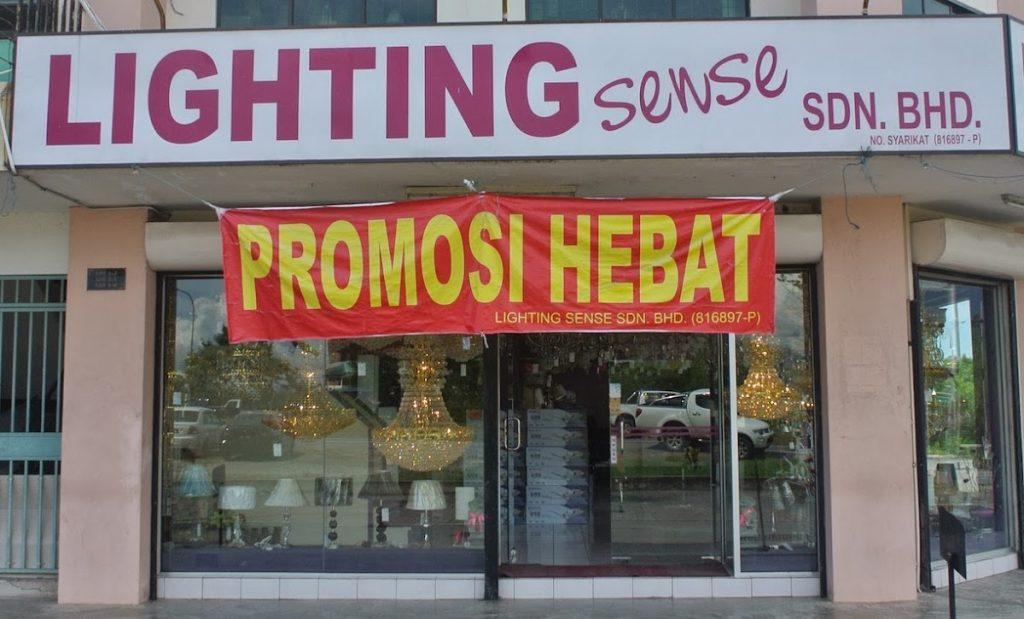 LIGHTING sense SDN. BHD.
NO. SYARIKAT (816897 - P)
PROMOSI HEBAT
LIGHTING SENSE SDN. BHD. (816897-P)